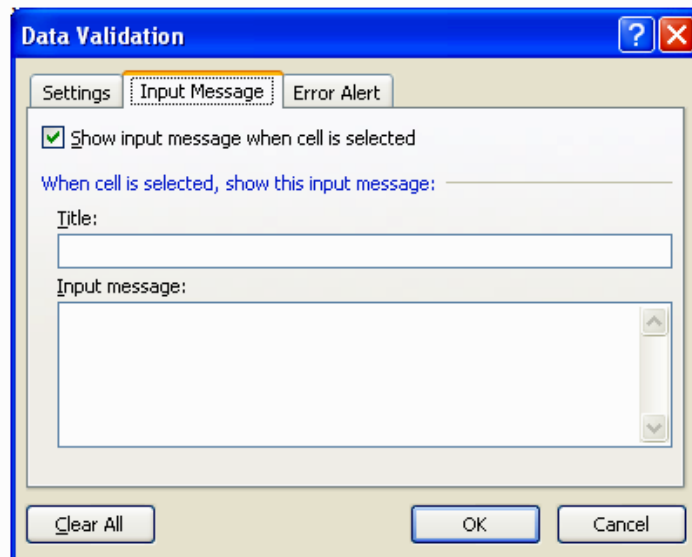 Data Validation
Settings Input Message Error Alert
Show input message when cell is selected
When cell is selected, show this input message:
Title:
Input message:
Clear All OK Cancel